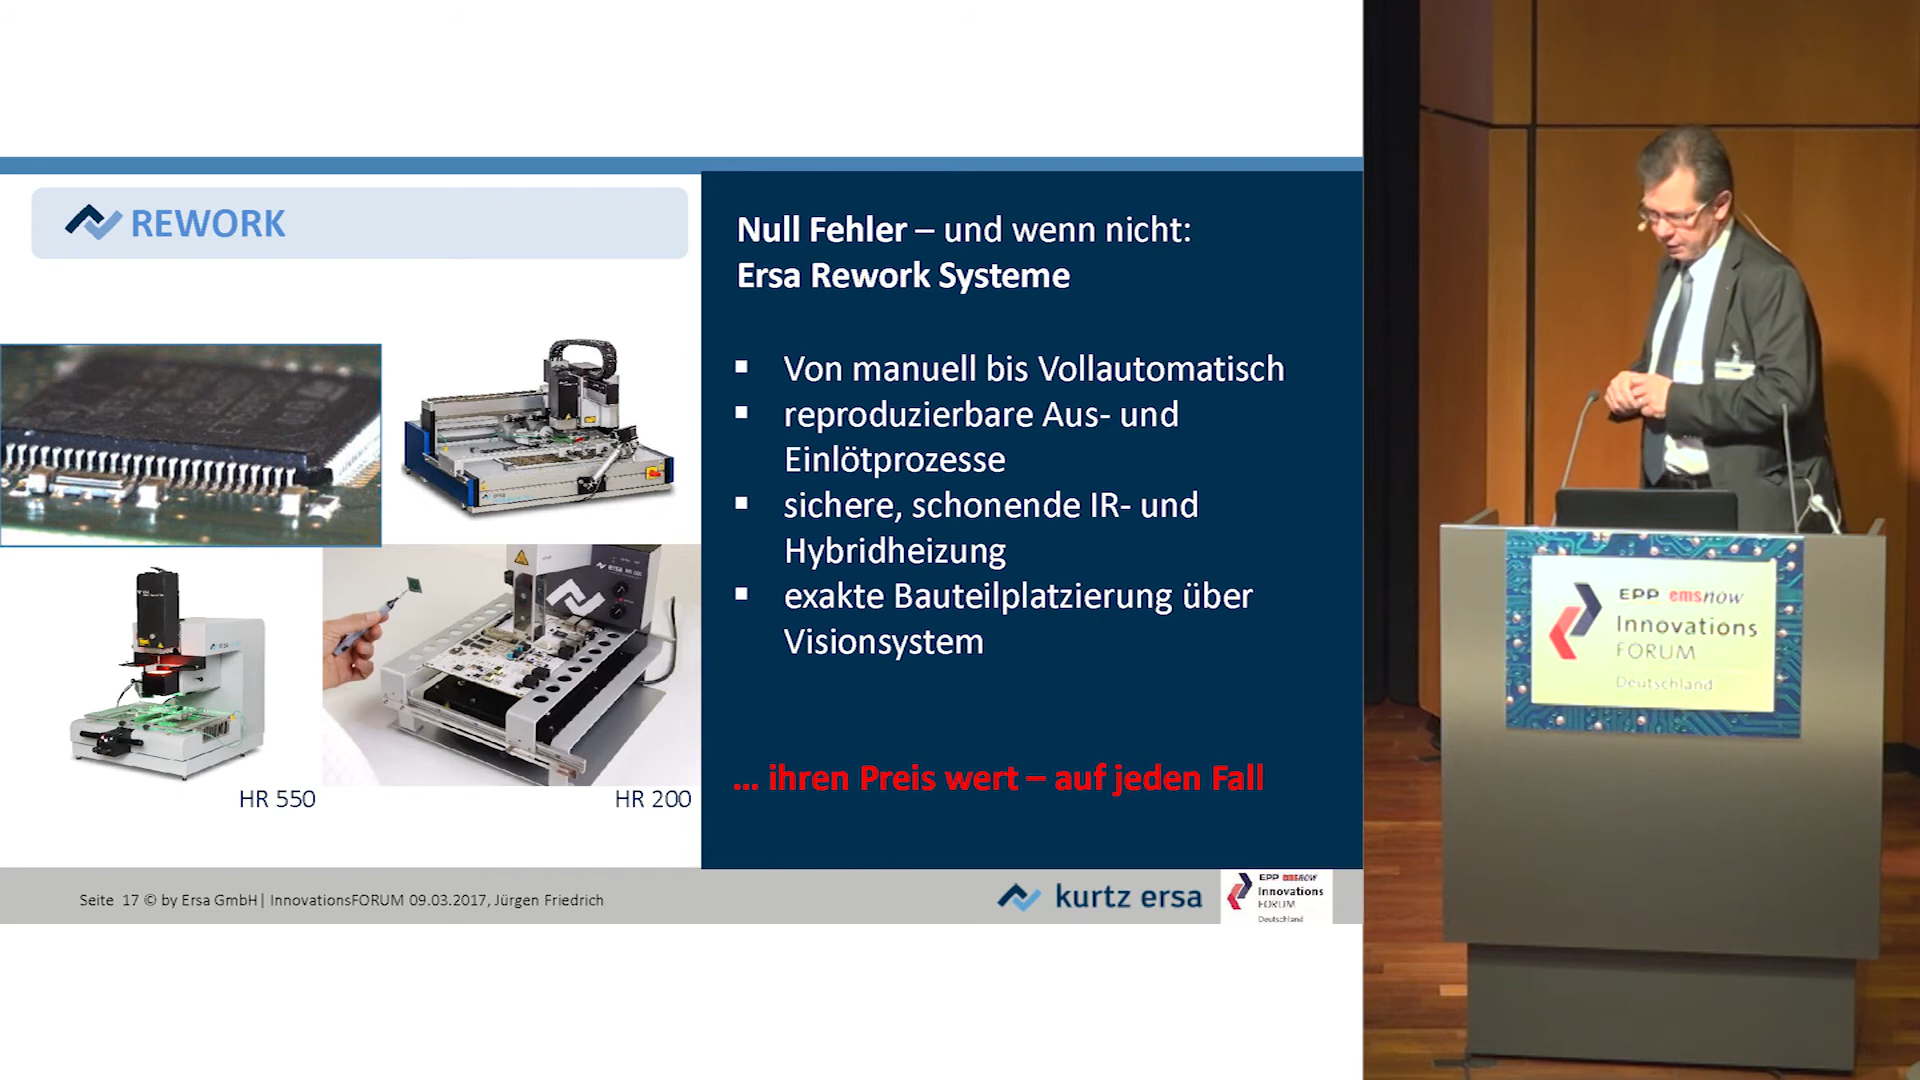 REWORK
Null Fehler – und wenn nicht:
Ersa Rework Systeme
Von manuell bis Vollautomatisch
reproduzierbare Aus- und
Einlötprozesse
sichere, schonende IR- und
Hybridheizung
exakte Bauteilplatzierung über
Visionsystem
... ihren Preis wert – auf jeden Fall
HR 550
HR 200
Seite 17 © by Ersa GmbH| InnovationsFORUM 09.03.2017, Jürgen Friedrich
kurtz ersa
EPP emsnow
Innovations
FORUM
Deutschland
EPP emsnow
Innovations
FORUM
Deutschland